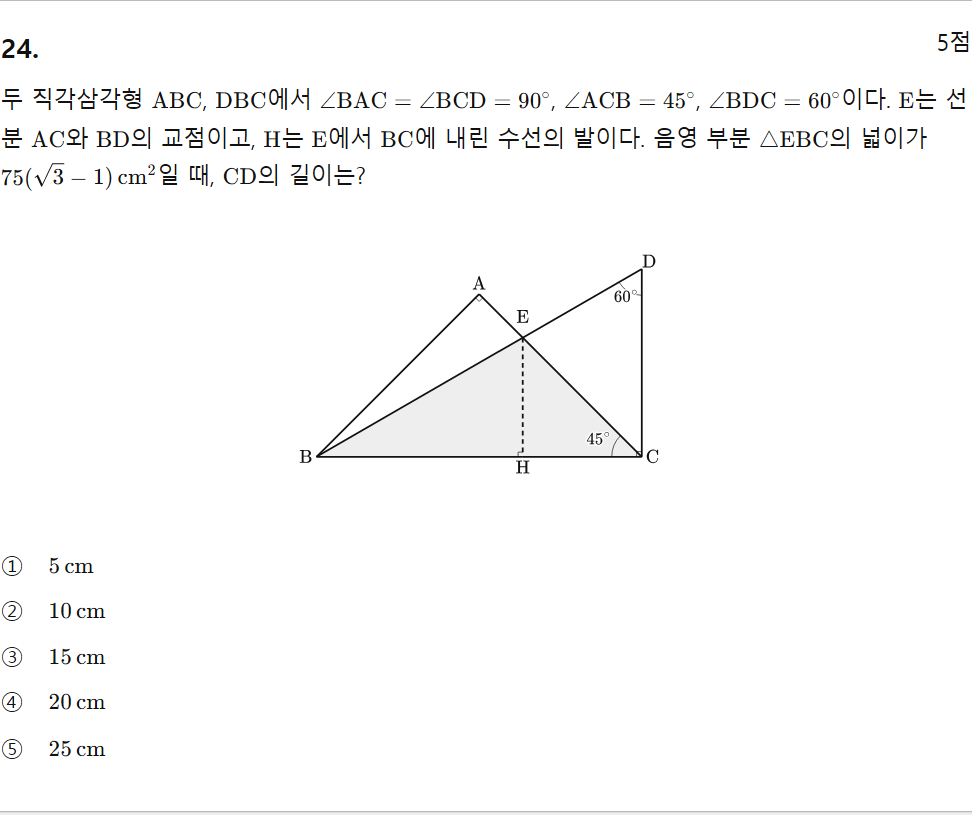 24.
5점
두 직각삼각형 ABC, DBC에서 ∠BAC = ∠BCD = 90°, ∠ACB = 45°, ∠BDC = 60°이다. E는 선
분 AC와 BD의 교점이고, H는 E에서 BC에 내린 수선의 발이다. 음영 부분 △EBC의 넓이가
75(√3 − 1) cm²일 때, CD의 길이는?
D
A
60°
E
45°
B
C
H
① 5 cm
② 10 cm
③ 15 cm
④ 20 cm
⑤ 25 cm